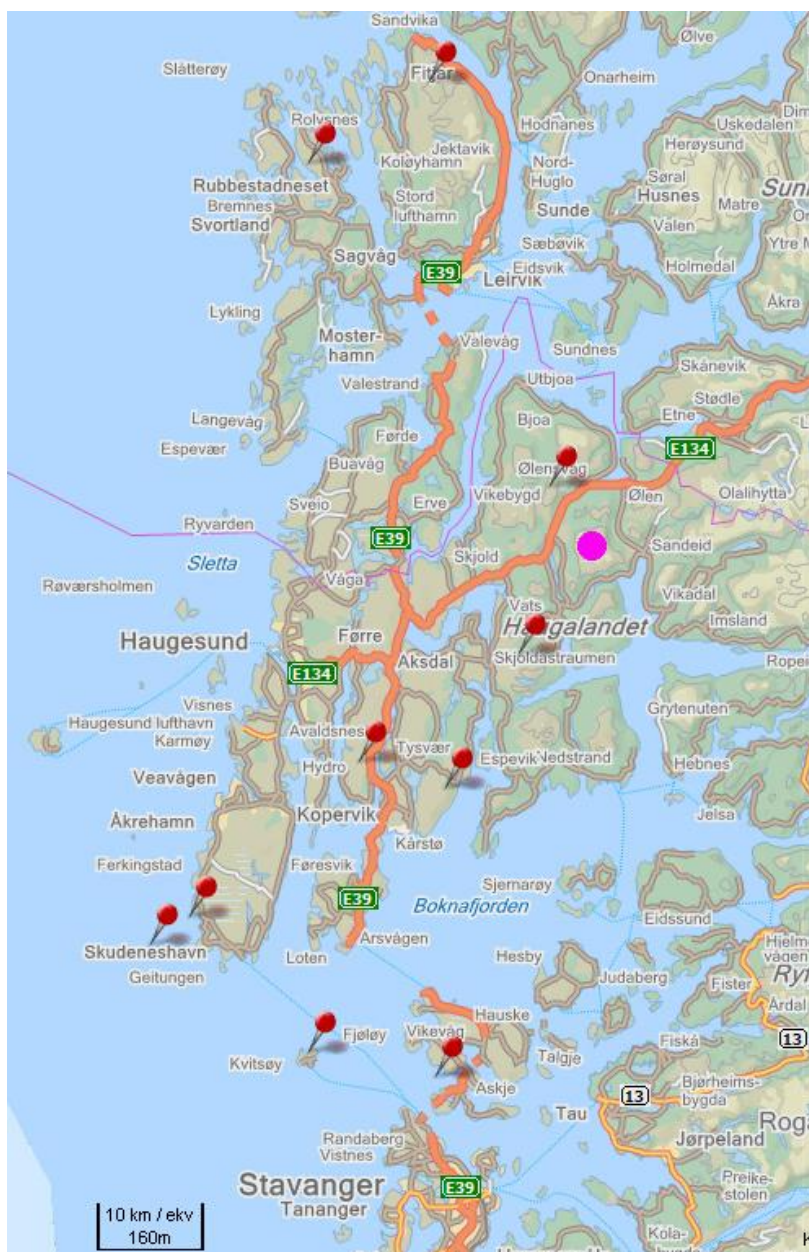 Sandvika
Fitjar
Ølve
Slåtterøy
Onarheim
Rolvsnes
Uskedalen
Hodnanes
Herøysund
Jektavik
Koløyhamn
Nord-
Huglo
Søral
Husnes
Rubbestadneset
Bremnes
Svortland
Stord
lufthamn
Sunde
Matre
Valen
Sagvåg
Sæbøvik
Ytre M
E39
Leirvik
Eidsvik
Holmedal
Åkra
Lykling
Moster-
hamn
Valevåg
Sundnes
Skånevik
Valestrand
Utbjoa
Stødle
Etne
Langevåg
Bjoa
Espevær
Førde
E134
Buavåg
Ølensvåg
Vikebygd
Ølen
Olalihytta
Sveio
Erve
Ryvarden
E39
Sandeid
Sletta
Skjold
Våga
Røværsholmen
Vikadal
Vats
Imsland
Haugesund
Førre
Haugalandet
Aksdal
Skjoldastraumen
E134
Visnes
Grytenuten
Haugesund lufthavn
Karmøy
Avaldsnes
Tysvær
Espevik
Nedstrand
Hebnes
Veavågen
Hydro
Kopervik
Jelsa
Åkrehamn
Kårstø
Ferkingstad
Føresvik
Sjernarøy
E39
Boknafjorden
Eidssund
Skudeneshavn
Arsvågen
Geitungen
Loten
Hesby
Judaberg
Fister
Årdal
Hauske
Fjøløy
Vikevåg
Kvitsøy
Talgje
Fiskå
13
Askje
13
Bjørheims-
bygda
Tau
Randaberg
Vistnes
Jørpeland
Stavanger
Tananger
E39
Preike-
stolen
10 km / ekv
160m